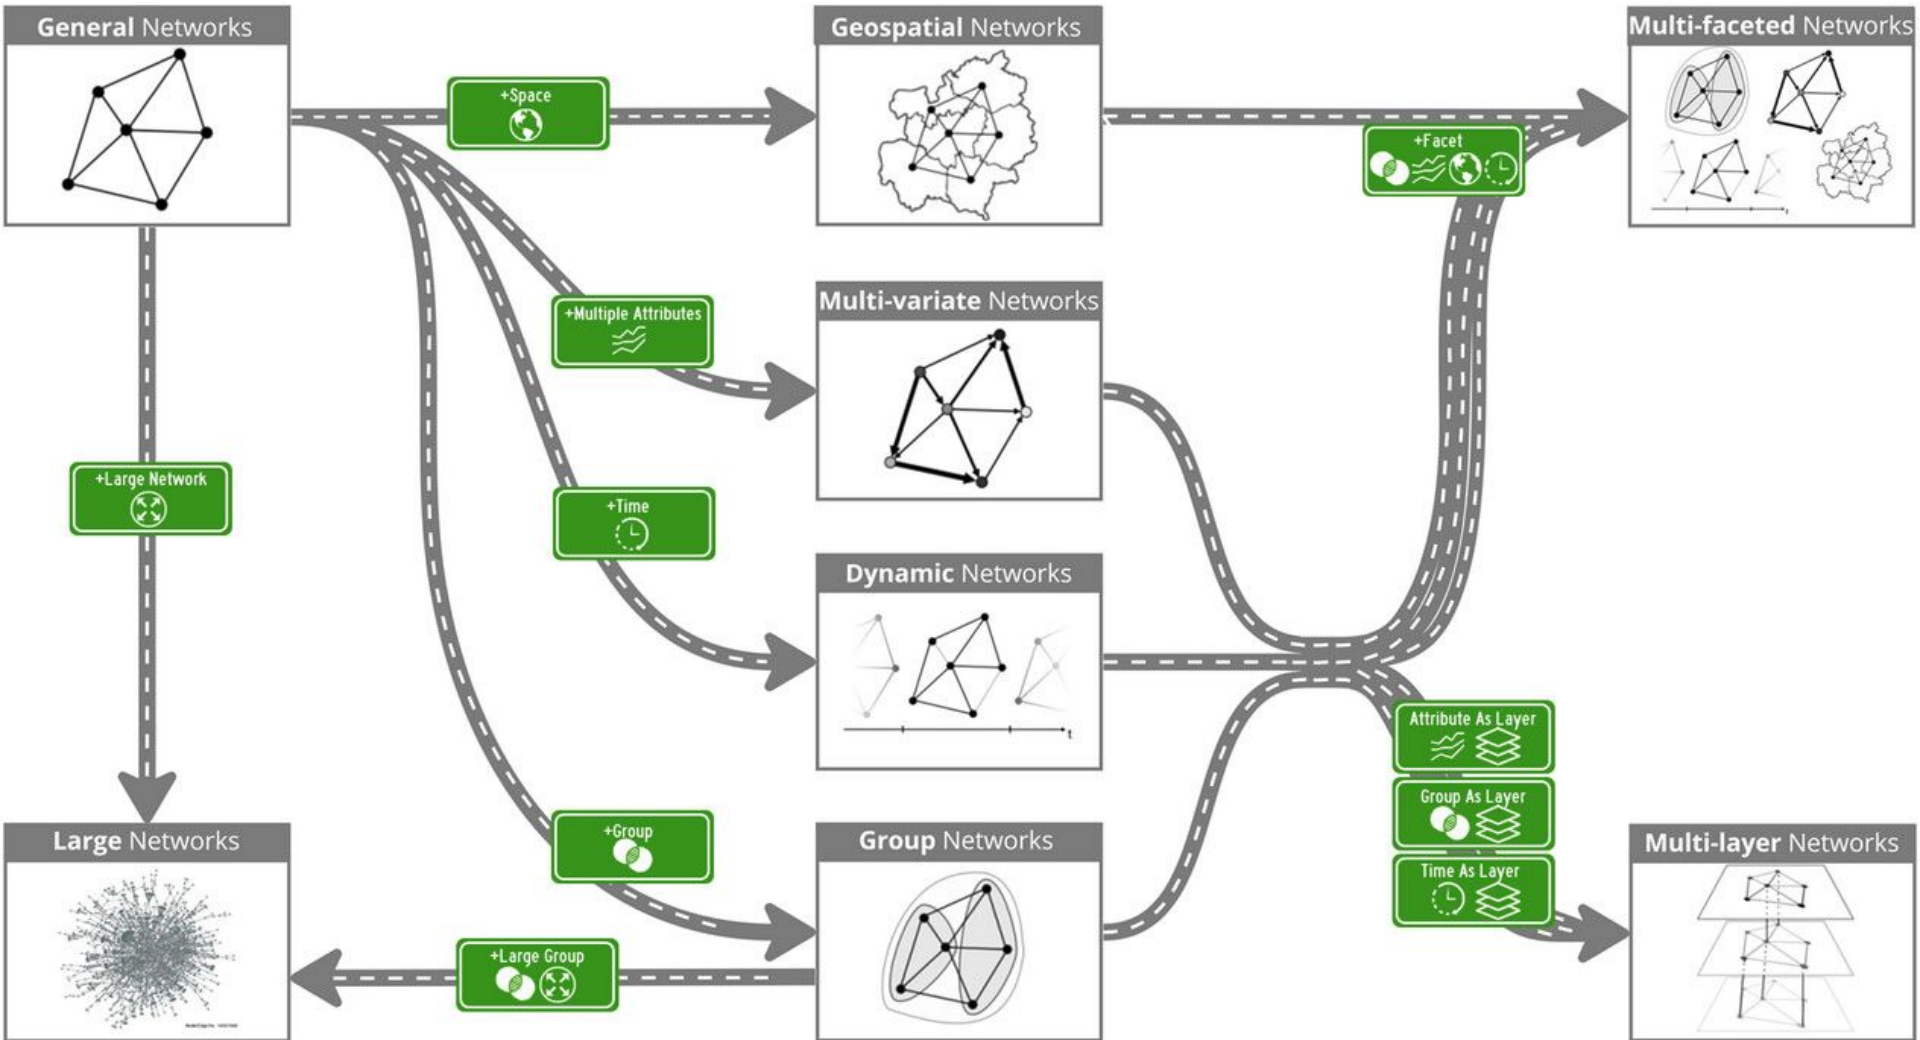 General Networks
Geospatial Networks
Multi-faceted Networks
+Space
+Facet
t
Multi-variate Networks
+Multiple Attributes
+Large Network
+Time
Dynamic Networks
t
Attribute As Layer
Group As Layer
Time As Layer
Large Networks
+Group
Group Networks
Multi-layer Networks
+Large Group